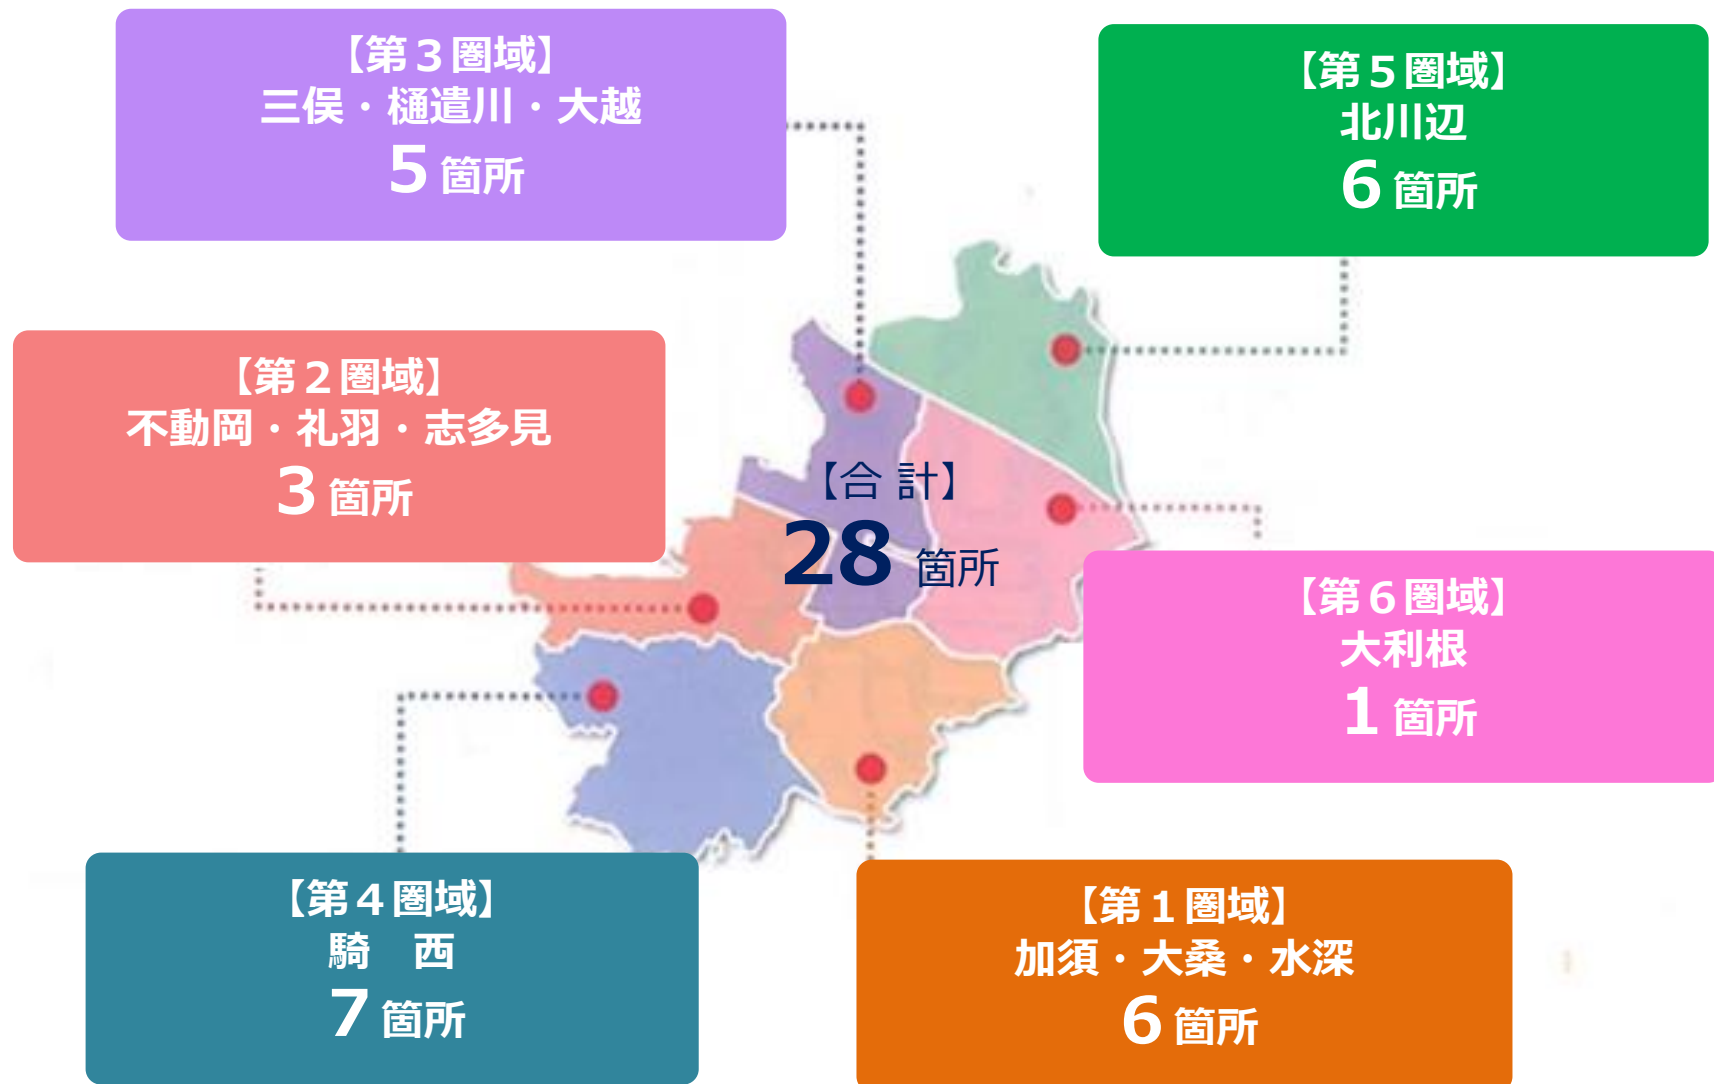 【第３圏域】
三俣・樋遣川・大越
5 箇所
【第５圏域】
北川辺
6 箇所
【第２圏域】
不動岡・礼羽・志多見
3 箇所
【合 計】
28 箇所
【第６圏域】
大利根
1 箇所
【第４圏域】
騎　西
7 箇所
【第１圏域】
加須・大桑・水深
6 箇所